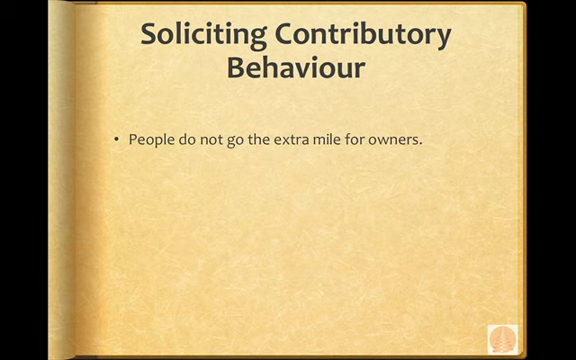 Soliciting Contributory
Behaviour
• People do not go the extra mile for owners.